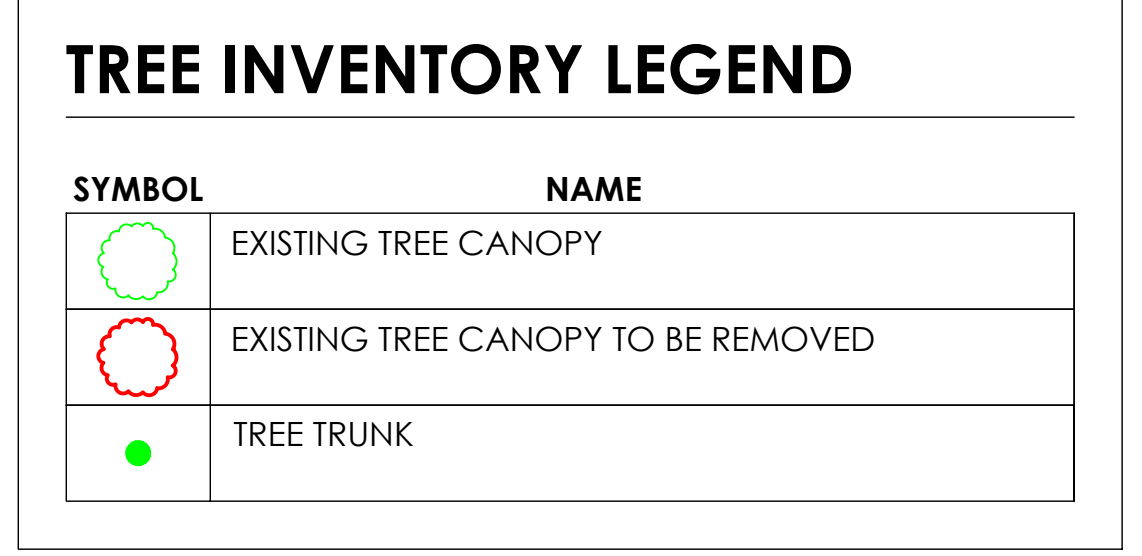 TREE INVENTORY LEGEND
SYMBOL NAME
EXISTING TREE CANOPY
EXISTING TREE CANOPY TO BE REMOVED
TREE TRUNK